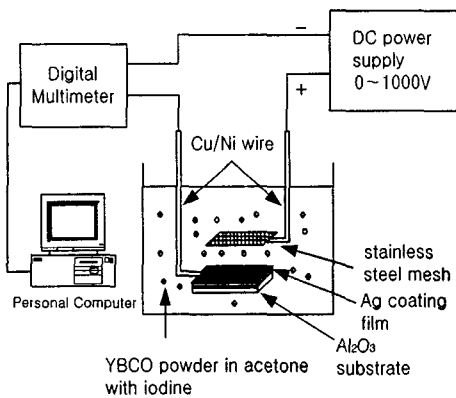 −
DC power
supply
0~1000V
+
Digital
Multimeter
Cu/Ni wire
stainless
steel mesh
Ag coating
film
Al₂O₃
substrate
Personal Computer
YBCO powder in acetone
with iodine